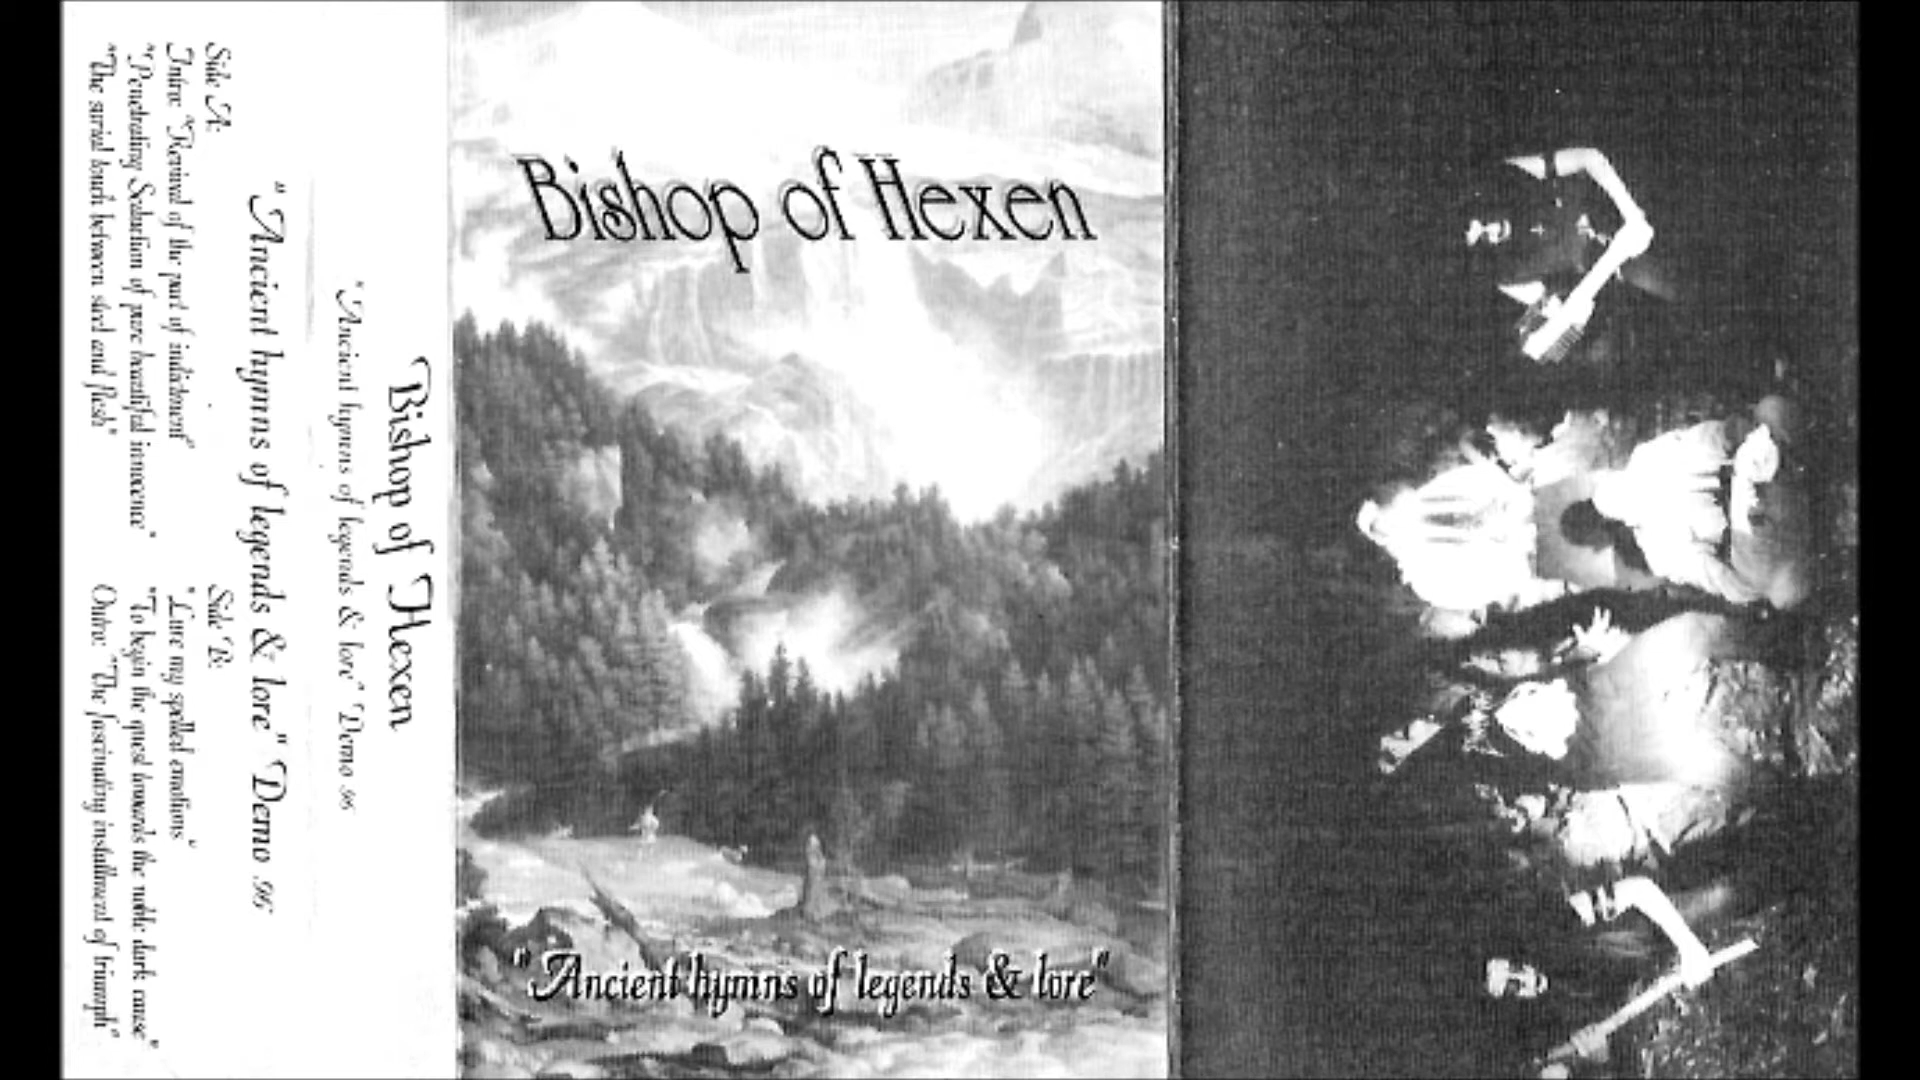 Side A:
Intro: "Revival of the part of indictment"
"Penetrating Seduction of pure beautiful innocence"
"The surial touch between steel and flesh"
Side B:
"Lure my spelled emotions"
"To begin the quest towards the noble dark cause"
Outro: "The fascinating installment of triumph"
"Ancient hymns of legends & lore" Demo 96
Bishop of Hexen
"Ancient hymns of legends & lore" Demo 96
Bishop of Hexen
"Ancient hymns of legends & lore"